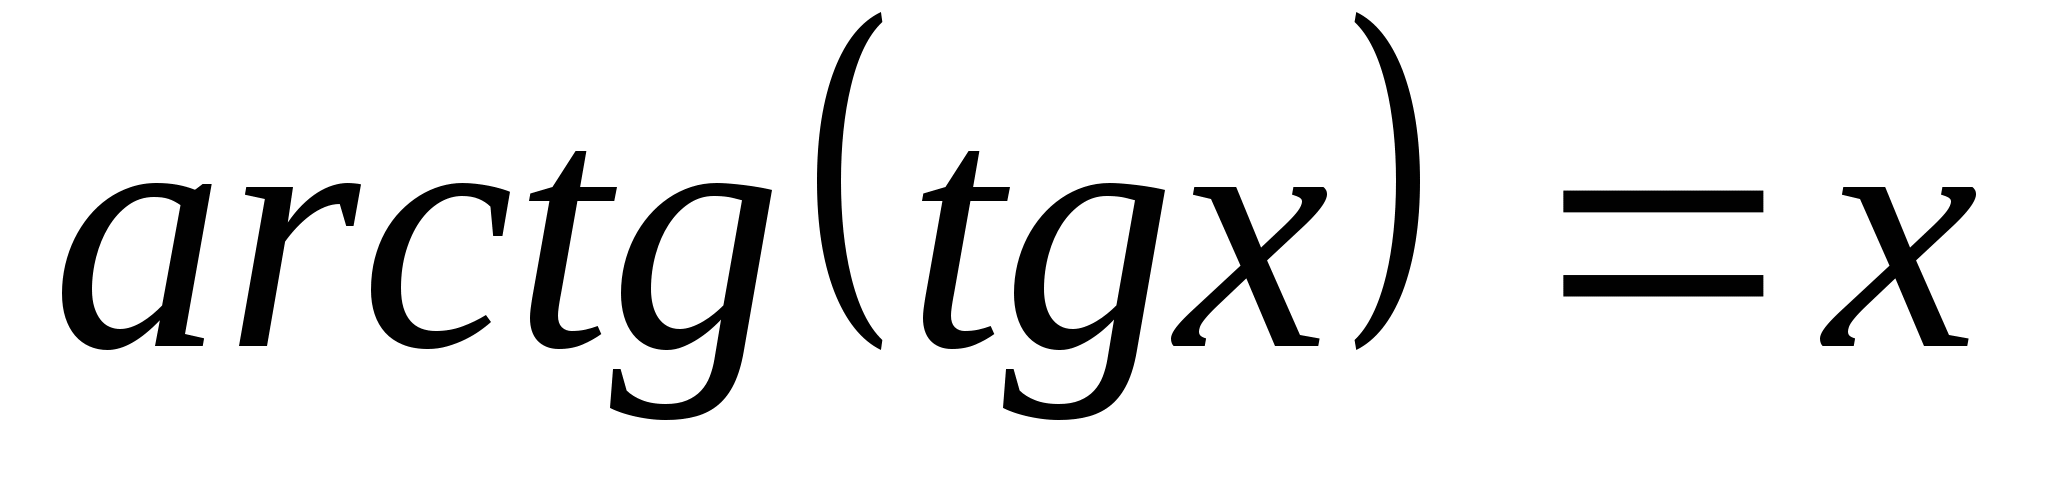 arctg(tgx) = x